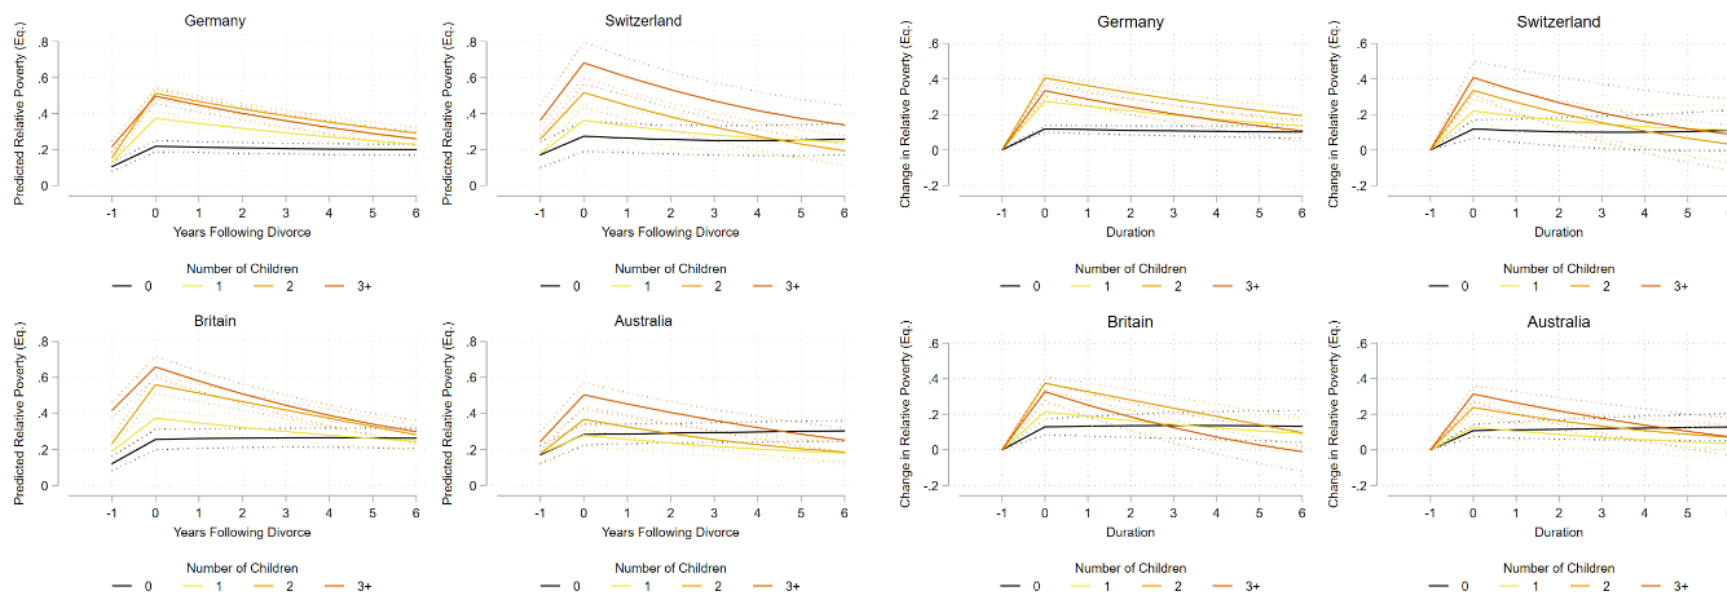 Germany
Predicted Relative Poverty (Eq.)
.8
.6
.4
.2
0
-1 0 1 2 3 4 5 6
Years Following Divorce
Number of Children
0 1 2 3+
Switzerland
Predicted Relative Poverty (Eq.)
.8
.6
.4
.2
0
-1 0 1 2 3 4 5 6
Years Following Divorce
Number of Children
0 1 2 3+
Germany
Change in Relative Poverty (Eq.)
.6
.4
.2
0
-.2
-1 0 1 2 3 4 5 6
Duration
Number of Children
0 1 2 3+
Switzerland
Change in Relative Poverty (Eq.)
.6
.4
.2
0
-.2
-1 0 1 2 3 4 5
Duration
Number of Children
0 1 2 3+
Britain
Predicted Relative Poverty (Eq.)
.8
.6
.4
.2
0
-1 0 1 2 3 4 5 6
Years Following Divorce
Number of Children
0 1 2 3+
Australia
Predicted Relative Poverty (Eq.)
.8
.6
.4
.2
0
-1 0 1 2 3 4 5 6
Years Following Divorce
Number of Children
0 1 2 3+
Britain
Change in Relative Poverty (Eq.)
.6
.4
.2
0
-.2
-1 0 1 2 3 4 5 6
Duration
Number of Children
0 1 2 3+
Australia
Change in Relative Poverty (Eq.)
.6
.4
.2
0
-.2
-1 0 1 2 3 4 5
Duration
Number of Children
0 1 2 3+